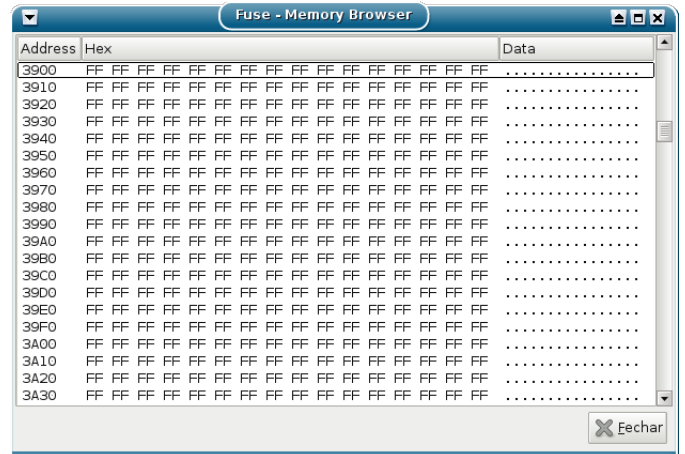 Fuse - Memory Browser
Address Hex Data
3900 FF FF FF FF FF FF FF FF FF FF FF FF FF FF FF FF ................
3910 FF FF FF FF FF FF FF FF FF FF FF FF FF FF FF FF ................
3920 FF FF FF FF FF FF FF FF FF FF FF FF FF FF FF FF ................
3930 FF FF FF FF FF FF FF FF FF FF FF FF FF FF FF FF ................
3940 FF FF FF FF FF FF FF FF FF FF FF FF FF FF FF FF ................
3950 FF FF FF FF FF FF FF FF FF FF FF FF FF FF FF FF ................
3960 FF FF FF FF FF FF FF FF FF FF FF FF FF FF FF FF ................
3970 FF FF FF FF FF FF FF FF FF FF FF FF FF FF FF FF ................
3980 FF FF FF FF FF FF FF FF FF FF FF FF FF FF FF FF ................
3990 FF FF FF FF FF FF FF FF FF FF FF FF FF FF FF FF ................
39A0 FF FF FF FF FF FF FF FF FF FF FF FF FF FF FF FF ................
39B0 FF FF FF FF FF FF FF FF FF FF FF FF FF FF FF FF ................
39C0 FF FF FF FF FF FF FF FF FF FF FF FF FF FF FF FF ................
39D0 FF FF FF FF FF FF FF FF FF FF FF FF FF FF FF FF ................
39E0 FF FF FF FF FF FF FF FF FF FF FF FF FF FF FF FF ................
39F0 FF FF FF FF FF FF FF FF FF FF FF FF FF FF FF FF ................
3A00 FF FF FF FF FF FF FF FF FF FF FF FF FF FF FF FF ................
3A10 FF FF FF FF FF FF FF FF FF FF FF FF FF FF FF FF ................
3A20 FF FF FF FF FF FF FF FF FF FF FF FF FF FF FF FF ................
3A30 FF FF FF FF FF FF FF FF FF FF FF FF FF FF FF FF ................
Fechar